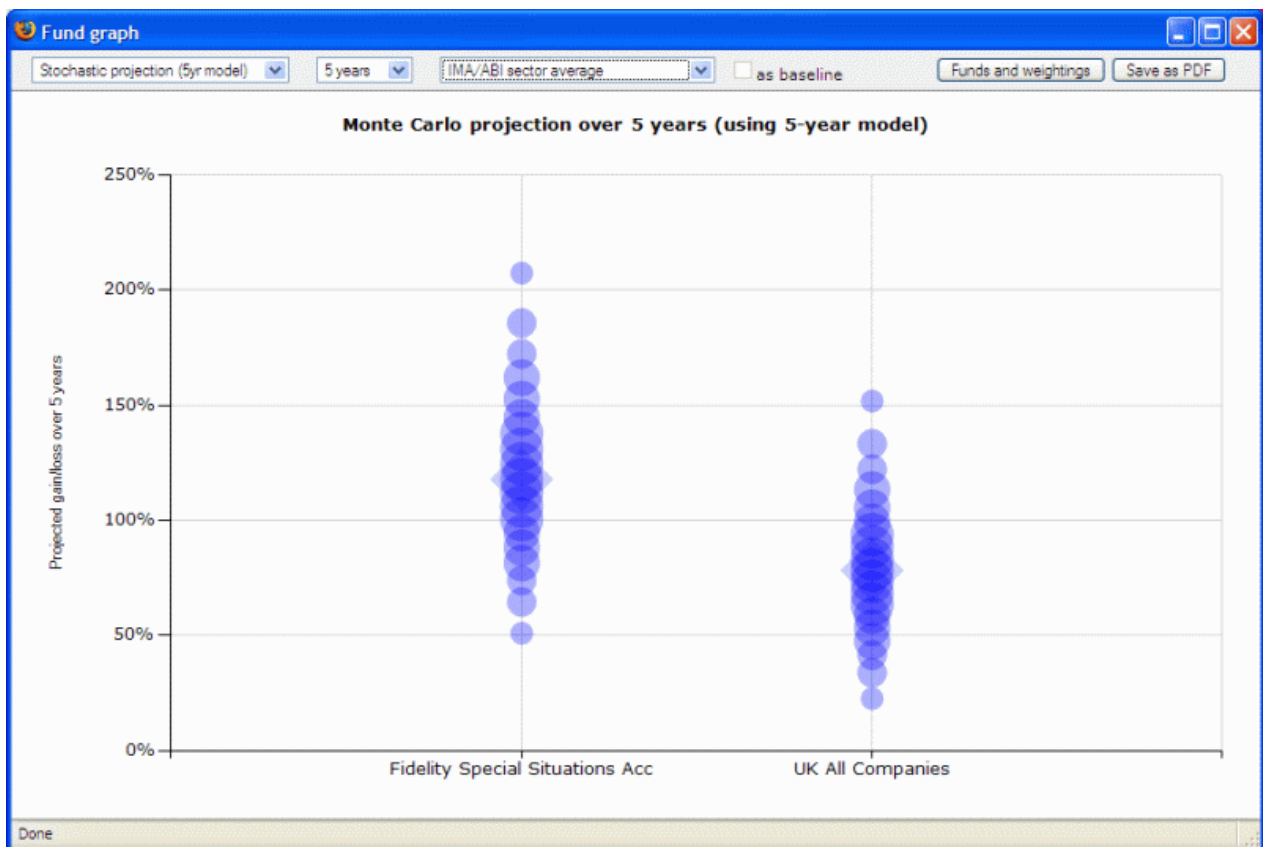 Fund graph
Stochastic projection (5yr model) 5 years IMA/ABI sector average as baseline Funds and weightings Save as PDF
Monte Carlo projection over 5 years (using 5-year model)
250%
200%
150%
100%
50%
0%
Projected gain/loss over 5 years
Fidelity Special Situations Acc UK All Companies
Done